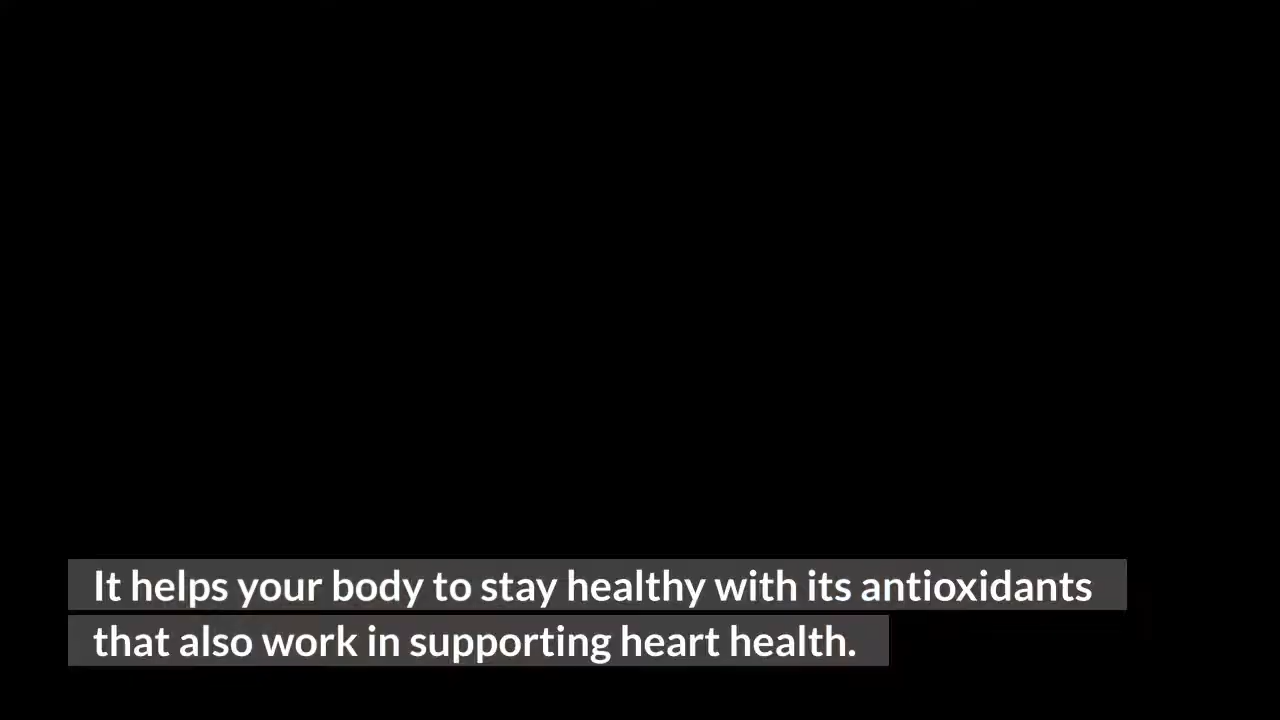 It helps your body to stay healthy with its antioxidants
that also work in supporting heart health.